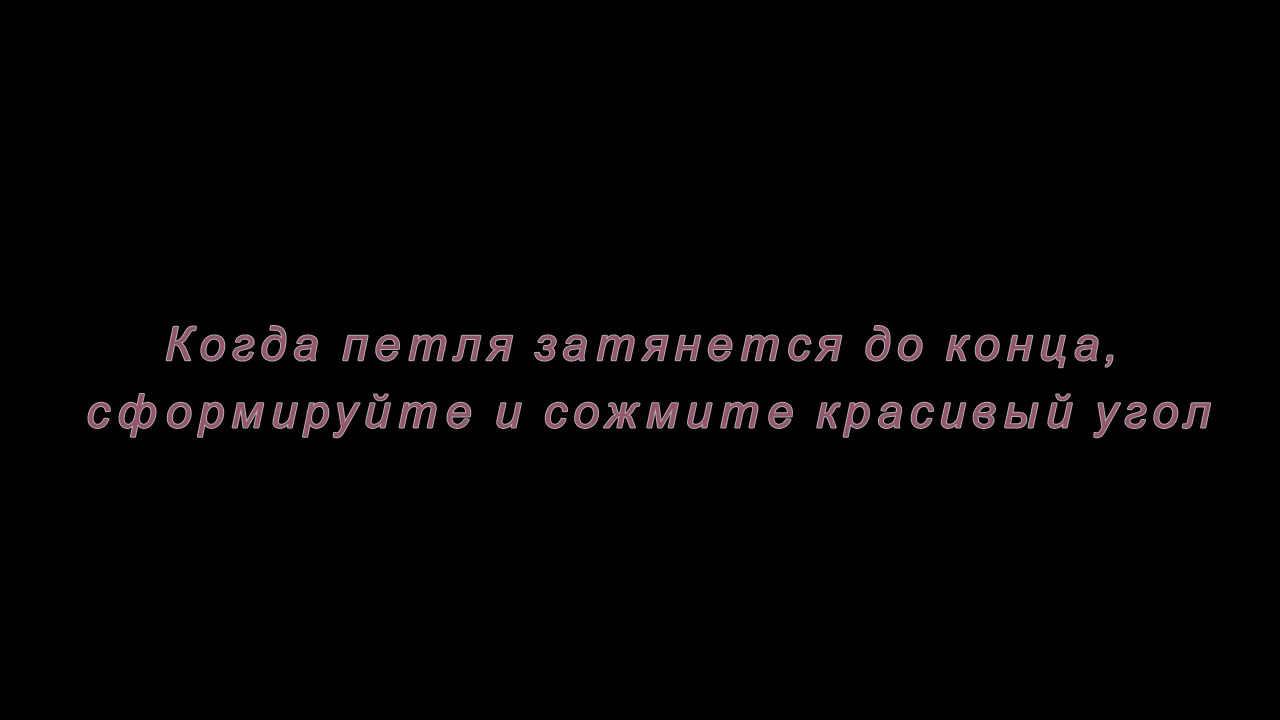 Когда петля затянется до конца,
сформируйте и сожмите красивый угол